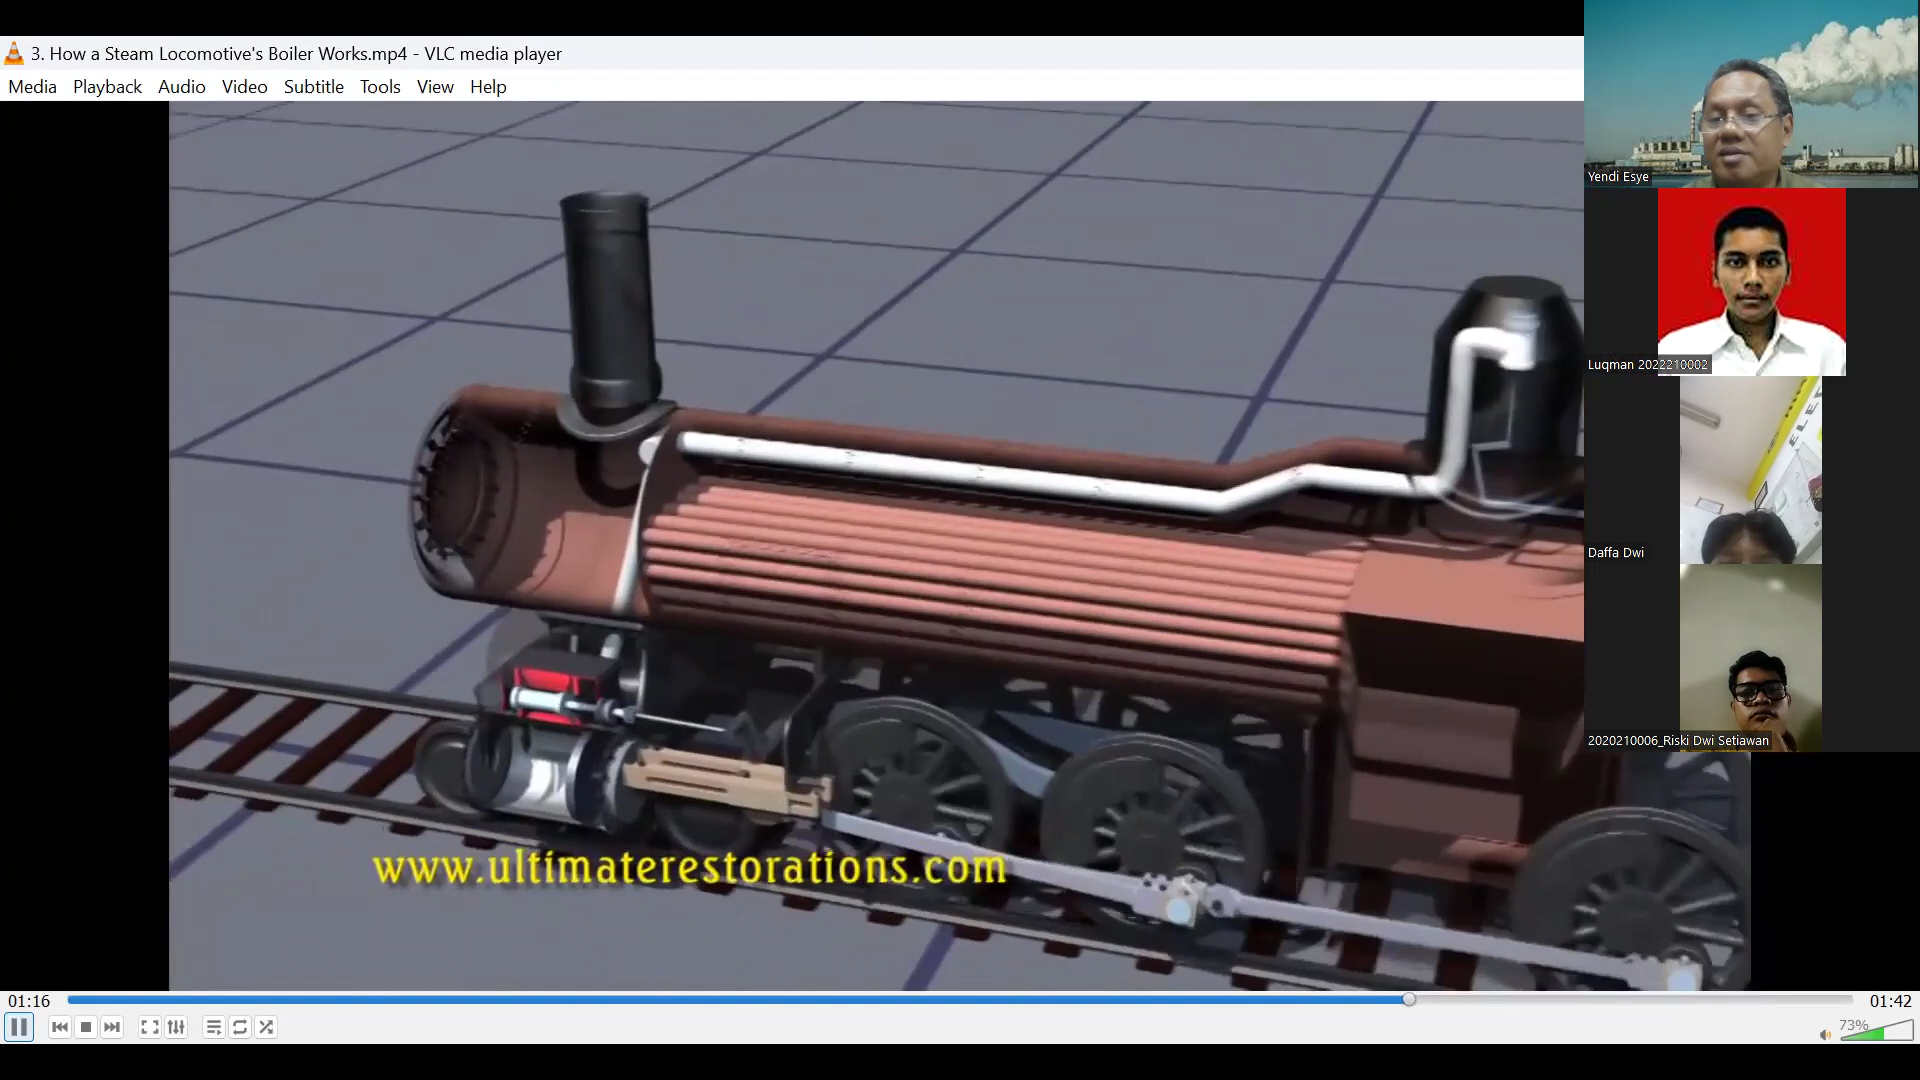 3. How a Steam Locomotive's Boiler Works.mp4 - VLC media player
Media Playback Audio Video Subtitle Tools View Help
Yendi Esye
Luqman 2022210002
Daffa Dwi
2020210006_Riski Dwi Setiawan
www.ultimaterestorations.com
01:16
01:42
73%